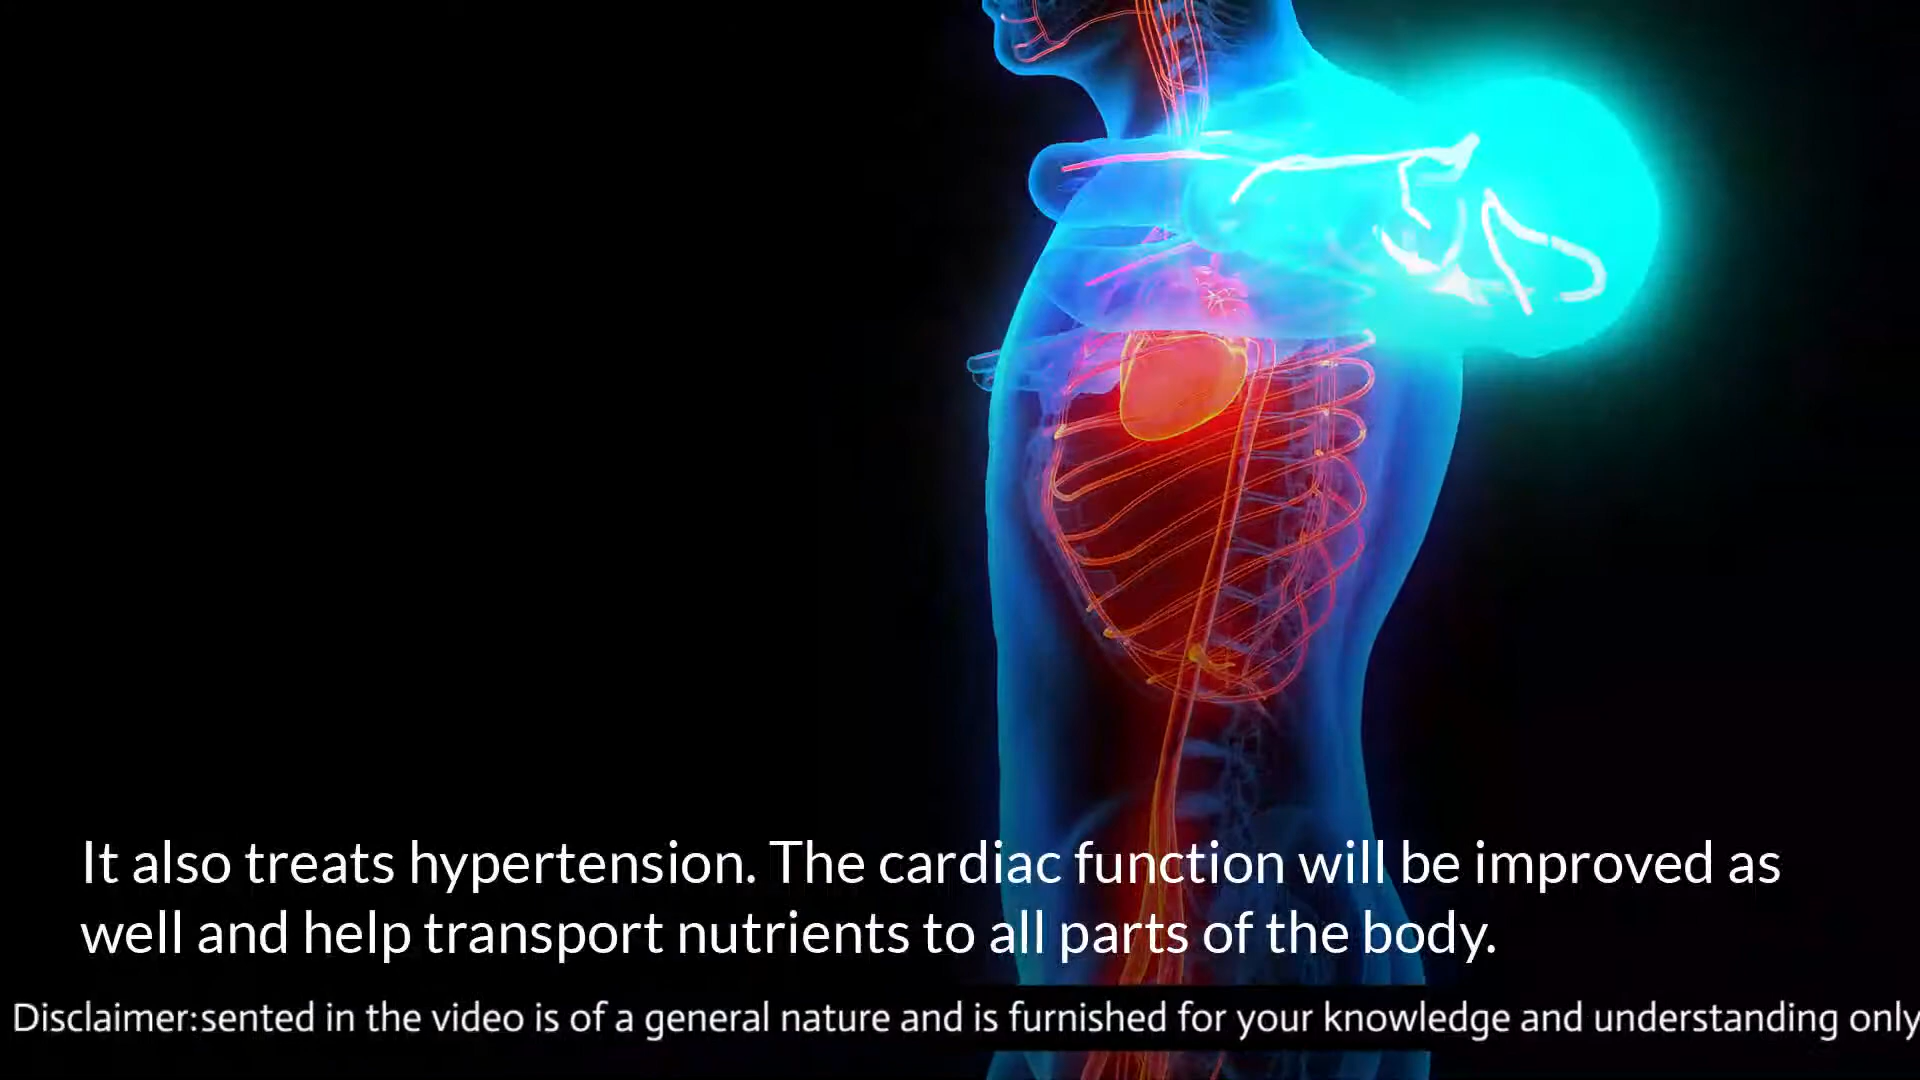 It also treats hypertension. The cardiac function will be improved as
well and help transport nutrients to all parts of the body.
Disclaimer:sented in the video is of a general nature and is furnished for your knowledge and understanding only